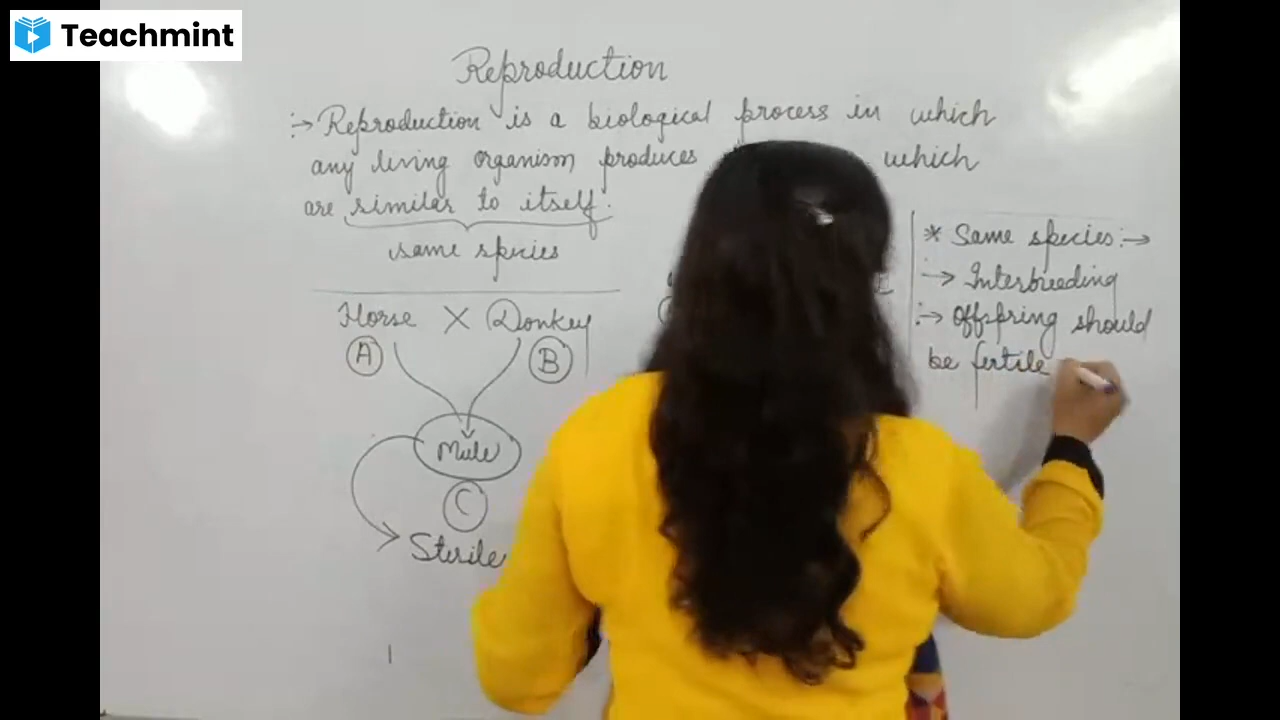 Teachmint
Reproduction
:→ Reproduction is a biological process in which
any living organism produces which
are similar to itself.
same species
Horse X Donkey
A B
Mule
C
Sterile
* Same species :→
:→ Interbreeding
:→ Offspring should
be fertile